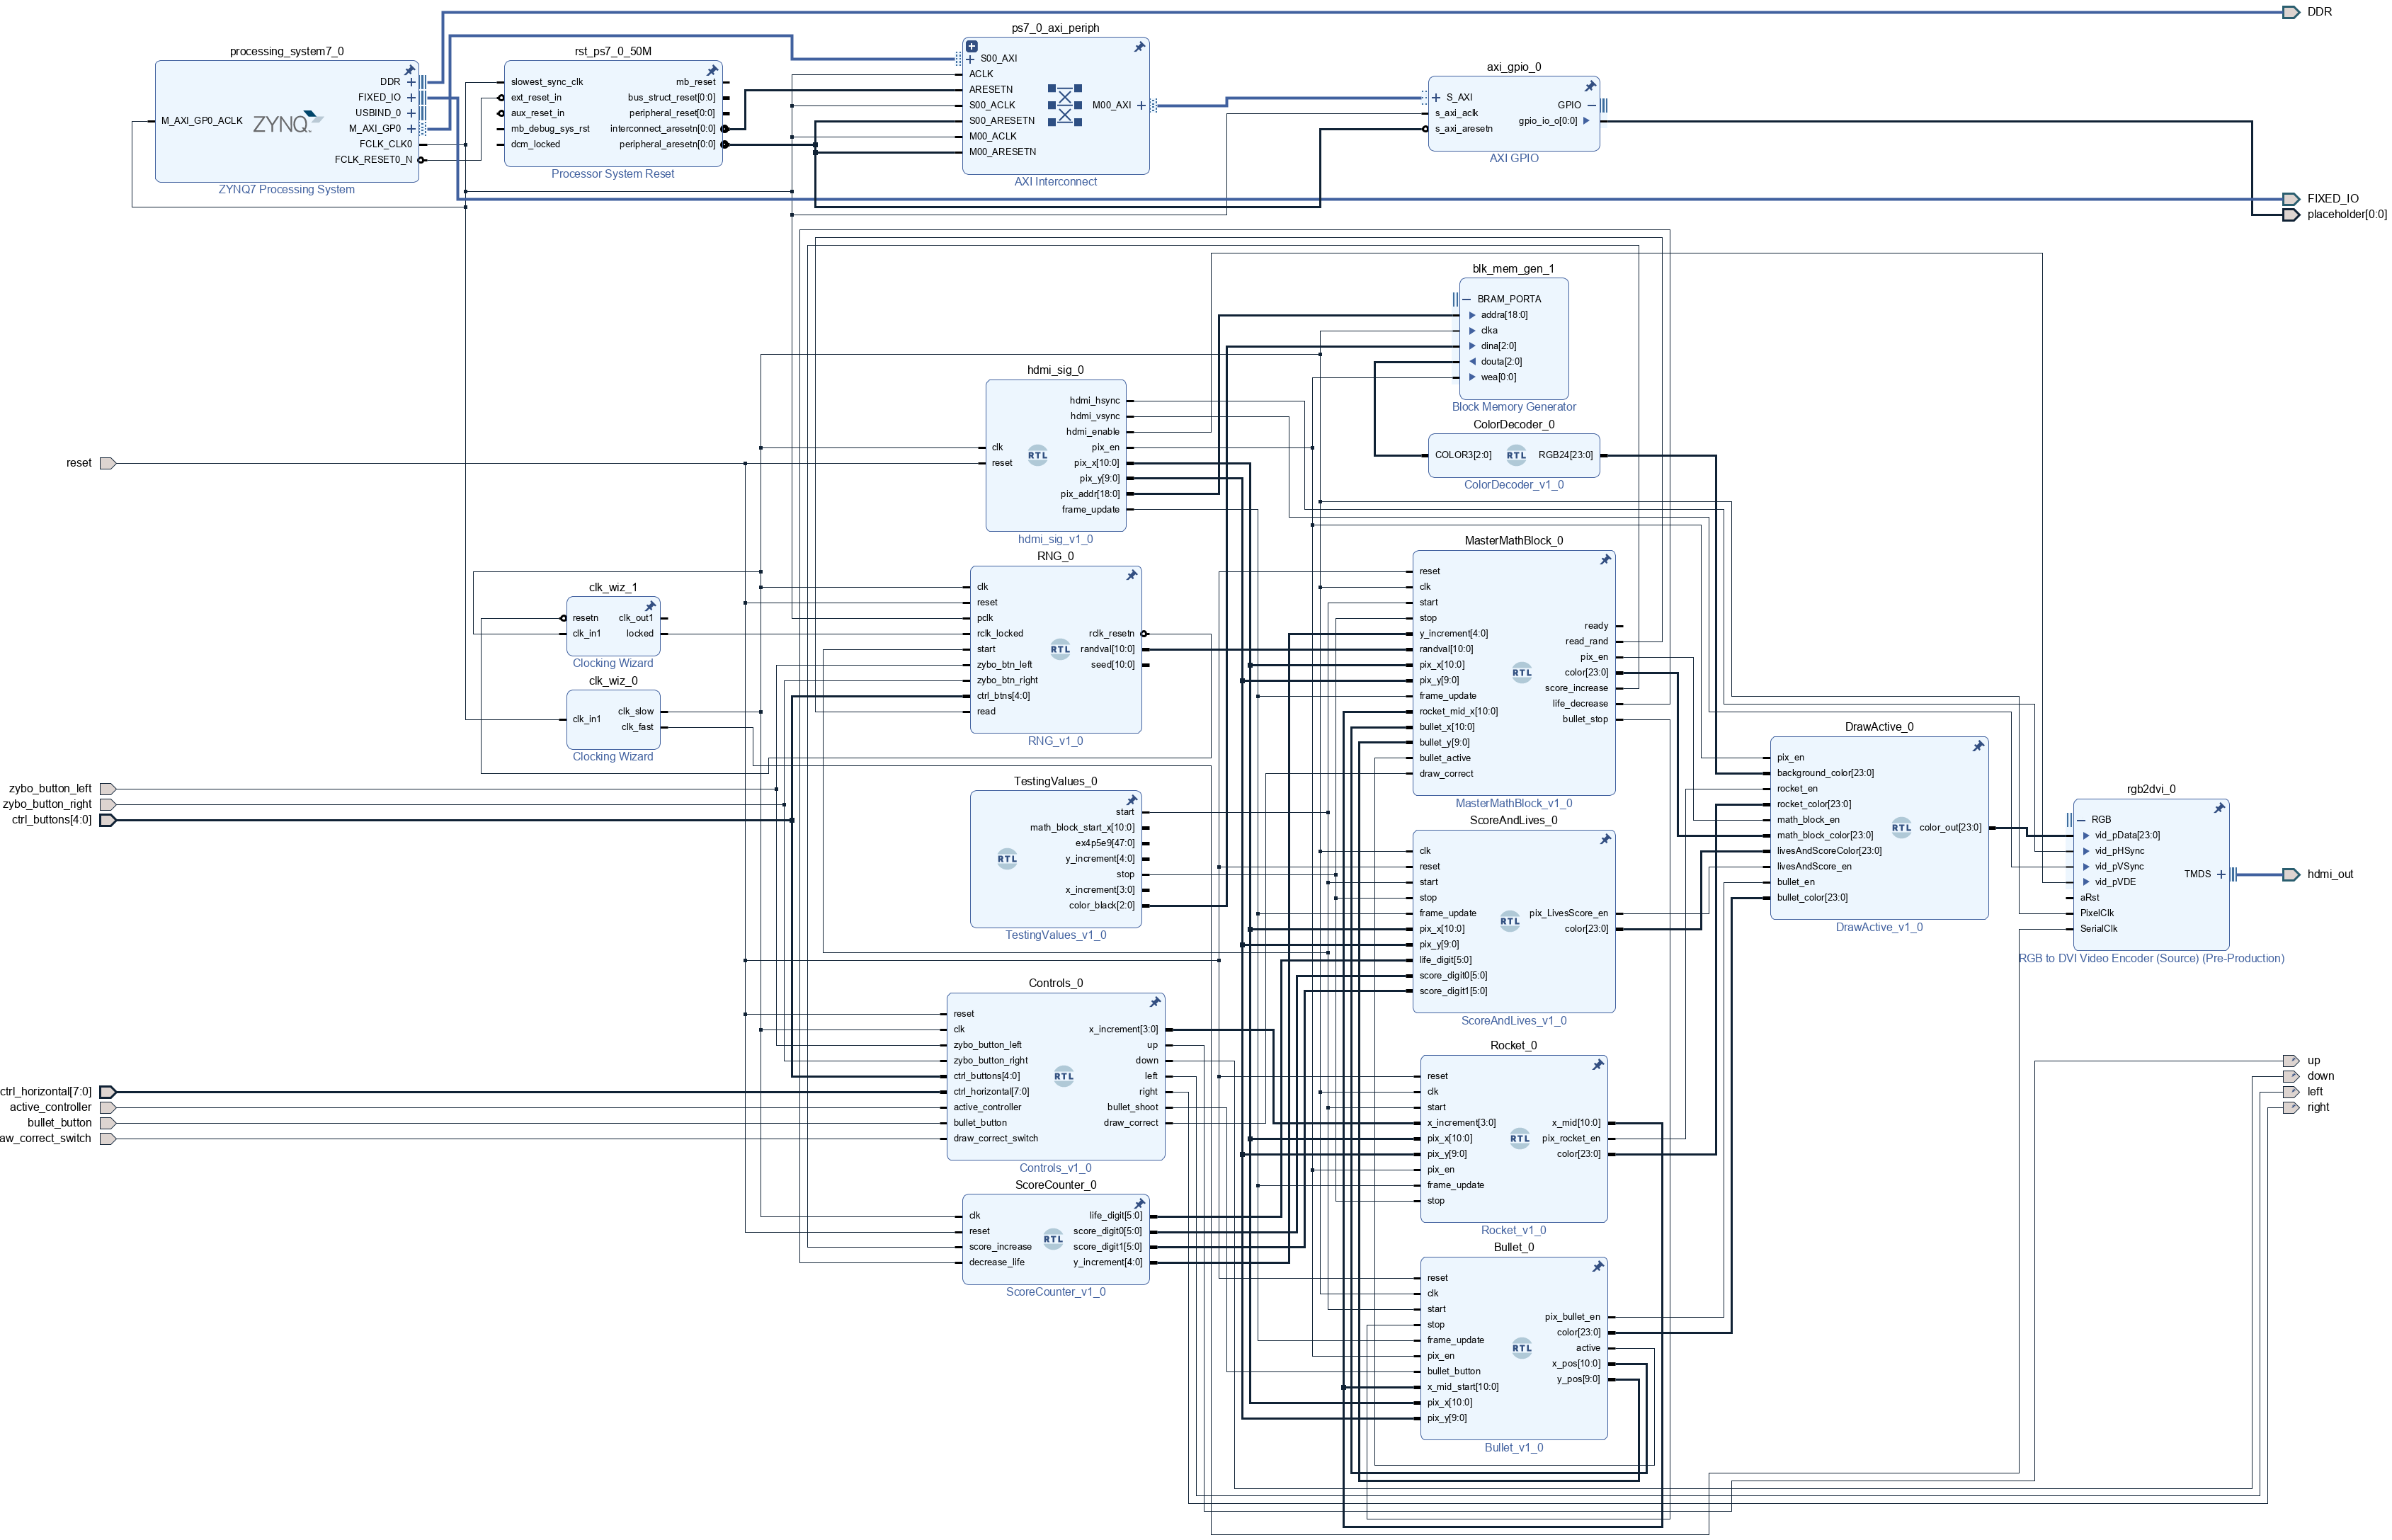 DDR
FIXED_IO
placeholder[0:0]
processing_system7_0
M_AXI_GP0_ACLK
ZYNQ
DDR
FIXED_IO
USBIND_0
M_AXI_GP0
FCLK_CLK0
FCLK_RESET0_N
ZYNQ7 Processing System
rst_ps7_0_50M
slowest_sync_clk
ext_reset_in
aux_reset_in
mb_debug_sys_rst
dcm_locked
mb_reset
bus_struct_reset[0:0]
peripheral_reset[0:0]
interconnect_aresetn[0:0]
peripheral_aresetn[0:0]
Processor System Reset
ps7_0_axi_periph
S00_AXI
ACLK
ARESETN
S00_ACLK
S00_ARESETN
M00_ACLK
M00_ARESETN
M00_AXI
AXI Interconnect
axi_gpio_0
S_AXI
s_axi_aclk
s_axi_aresetn
GPIO
gpio_io_o[0:0]
AXI GPIO
blk_mem_gen_1
BRAM_PORTA
addra[18:0]
clka
dina[2:0]
douta[2:0]
wea[0:0]
Block Memory Generator
ColorDecoder_0
COLOR3[2:0]
RTL
RGB24[23:0]
ColorDecoder_v1_0
hdmi_sig_0
clk
reset
RTL
hdmi_hsync
hdmi_vsync
hdmi_enable
pix_en
pix_x[10:0]
pix_y[9:0]
pix_addr[18:0]
frame_update
hdmi_sig_v1_0
reset
RNG_0
clk
reset
pclk
rclk_locked
start
zybo_btn_left
zybo_btn_right
ctrl_btns[4:0]
read
RTL
rclk_resetn
randval[10:0]
seed[10:0]
RNG_v1_0
clk_wiz_1
resetn
clk_in1
clk_out1
locked
Clocking Wizard
clk_wiz_0
clk_in1
clk_slow
clk_fast
Clocking Wizard
zybo_button_left
zybo_button_right
ctrl_buttons[4:0]
TestingValues_0
RTL
start
math_block_start_x[10:0]
ex4p5e9[47:0]
y_increment[4:0]
stop
x_increment[3:0]
color_black[2:0]
TestingValues_v1_0
MasterMathBlock_0
reset
clk
start
stop
y_increment[4:0]
randval[10:0]
pix_x[10:0]
pix_y[9:0]
frame_update
rocket_mid_x[10:0]
bullet_x[10:0]
bullet_y[9:0]
bullet_active
draw_correct
RTL
ready
read_rand
pix_en
color[23:0]
score_increase
life_decrease
bullet_stop
MasterMathBlock_v1_0
ScoreAndLives_0
clk
reset
start
stop
frame_update
pix_x[10:0]
pix_y[9:0]
life_digit[5:0]
score_digit0[5:0]
score_digit1[5:0]
RTL
pix_LivesScore_en
color[23:0]
ScoreAndLives_v1_0
DrawActive_0
pix_en
background_color[23:0]
rocket_en
rocket_color[23:0]
math_block_en
math_block_color[23:0]
livesAndScoreColor[23:0]
livesAndScore_en
bullet_en
bullet_color[23:0]
RTL
color_out[23:0]
DrawActive_v1_0
rgb2dvi_0
RGB
vid_pData[23:0]
vid_pHSync
vid_pVSync
vid_pVDE
aRst
PixelClk
SerialClk
TMDS
RGB to DVI Video Encoder (Source) (Pre-Production)
hdmi_out
Controls_0
reset
clk
zybo_button_left
zybo_button_right
ctrl_buttons[4:0]
ctrl_horizontal[7:0]
active_controller
bullet_button
draw_correct_switch
RTL
x_increment[3:0]
up
down
left
right
bullet_shoot
draw_correct
Controls_v1_0
ctrl_horizontal[7:0]
active_controller
bullet_button
aw_correct_switch
ScoreCounter_0
clk
reset
score_increase
decrease_life
RTL
life_digit[5:0]
score_digit0[5:0]
score_digit1[5:0]
y_increment[4:0]
ScoreCounter_v1_0
Rocket_0
reset
clk
start
x_increment[3:0]
pix_x[10:0]
pix_y[9:0]
pix_en
frame_update
stop
RTL
x_mid[10:0]
pix_rocket_en
color[23:0]
Rocket_v1_0
up
down
left
right
Bullet_0
reset
clk
start
stop
frame_update
pix_en
bullet_button
x_mid_start[10:0]
pix_x[10:0]
pix_y[9:0]
RTL
pix_bullet_en
color[23:0]
active
x_pos[10:0]
y_pos[9:0]
Bullet_v1_0